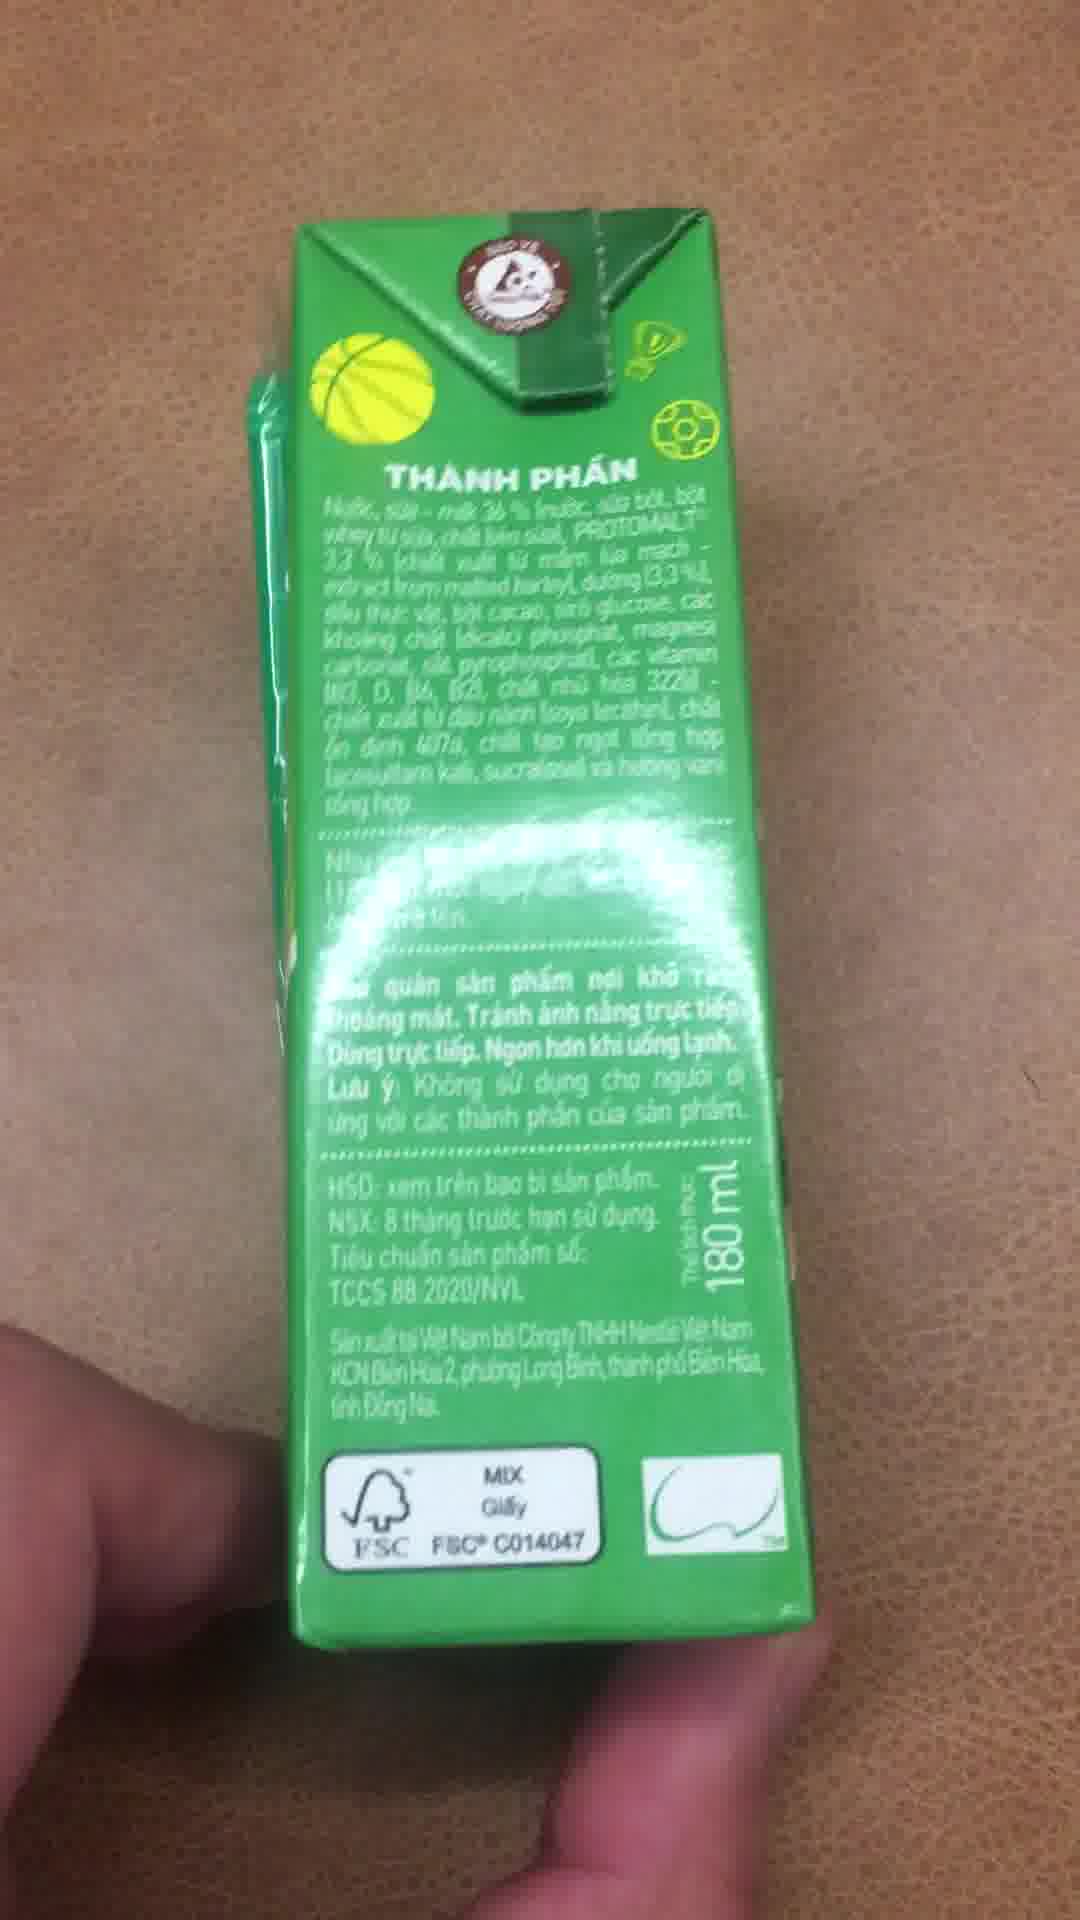 BẢO VỆ
CHẤT LƯỢNG TỐT
THÀNH PHẦN
Nước, sữa - milk 36 % (nước, sữa bột, bột
whey từ sữa, chất béo sữa), PROTOMALT®
3,3 % (chiết xuất từ mầm lúa mạch -
extract from malted barley), đường (3,3 %),
dầu thực vật, bột cacao, sirô glucose, các
khoáng chất (dicalci phosphat, magnesi
carbonat, sắt pyrophosphat), các vitamin
(B3, D, B6, B2), chất nhũ hóa 322(i) -
chiết xuất từ đậu nành (soya lecithin), chất
ổn định 407a, chất tạo ngọt tổng hợp
(acesulfam kali, sucralose) và hương vani
tổng hợp
trở lên.
quản sản phẩm nơi khô
thoáng mát. Tránh ánh nắng trực tiếp.
Dùng trực tiếp. Ngon hơn khi uống lạnh.
Lưu ý: Không sử dụng cho người dị
ứng với các thành phần của sản phẩm.
HSD: xem trên bao bì sản phẩm.
NSX: 8 tháng trước hạn sử dụng.
Tiêu chuẩn sản phẩm số:
TCCS 88:2020/NVL
Thể tích thực:
180 ml
Sản xuất tại Việt Nam bởi Công ty TNHH Nestlé Việt Nam
KCN Biên Hòa 2, phường Long Bình, thành phố Biên Hòa,
tỉnh Đồng Nai.
MIX
Giấy
FSC
FSC® C014047